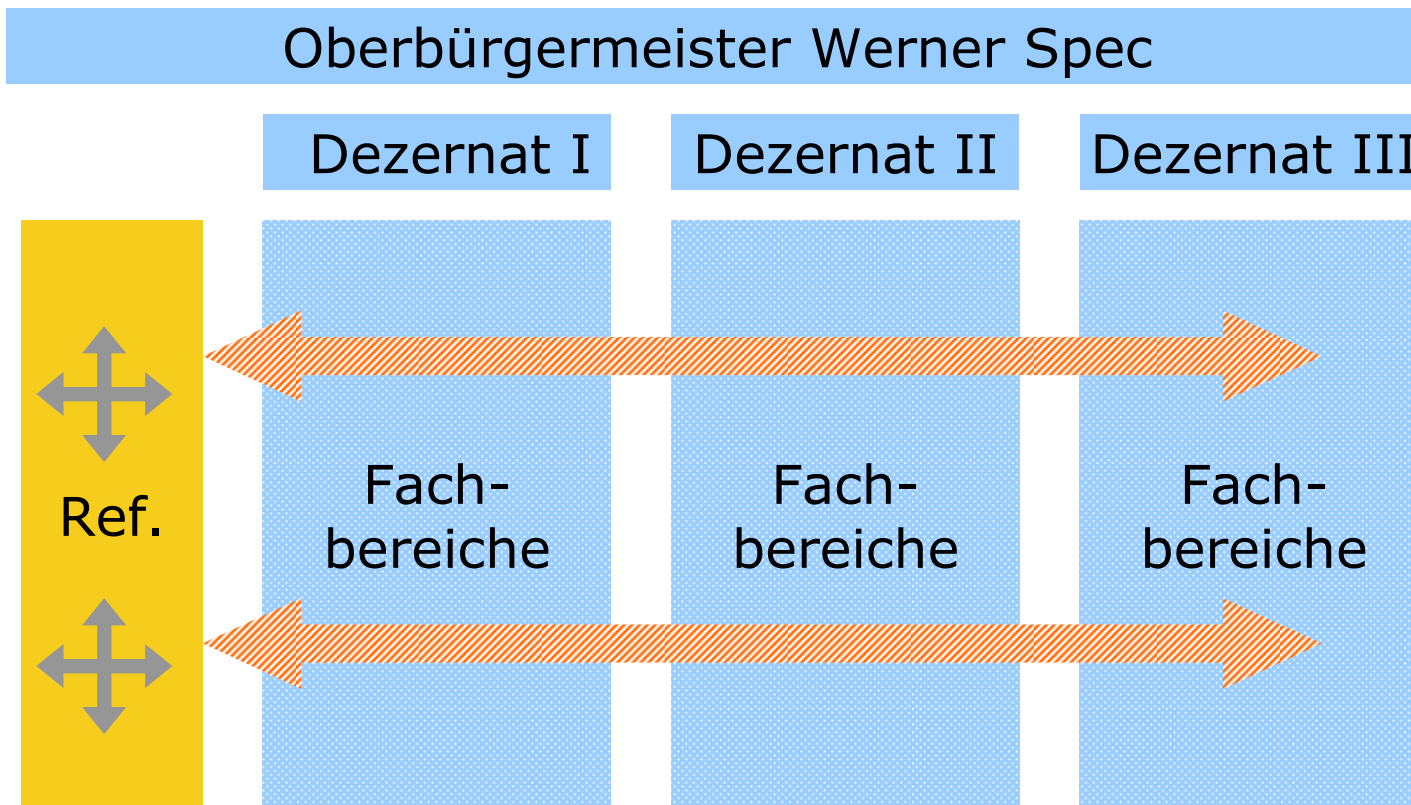 Oberbürgermeister Werner Spec
Dezernat I
Dezernat II
Dezernat III
Ref.
Fach-
bereiche
Fach-
bereiche
Fach-
bereiche